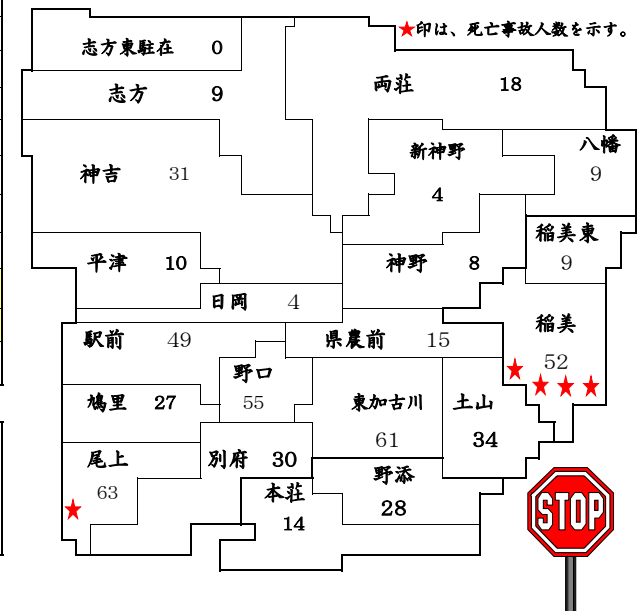 ★印は、死亡事故人数を示す。
志方東駐在 0
志方 9
両荘 18
新神野
4
八幡
9
神吉 31
稲美東
9
平津 10
神野 8
日岡 4
稲美
52
★ ★ ★ ★
駅前 49
県農前 15
野口
55
鳩里 27
東加古川
61
土山
34
尾上
63
★
別府 30
野添
28
本荘
14
STOP